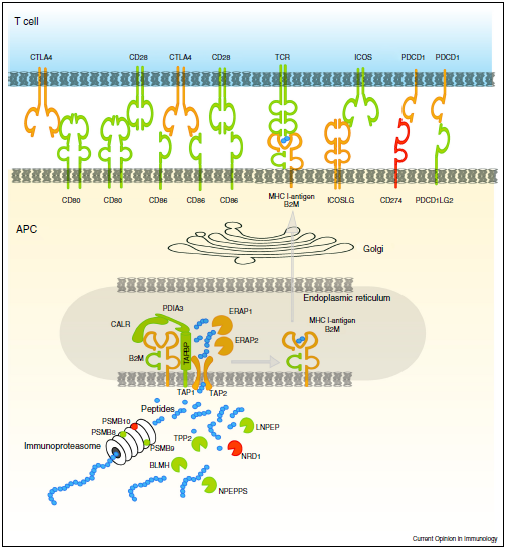 T cell
CTLA4 CD28 CTLA4 CD28 TCR ICOS PDCD1 PDCD1
CD80 CD80 CD86 CD86 CD86 MHC I-antigen B2M ICOSLG CD274 PDCD1LG2
APC
Golgi
Endoplasmic reticulum
PDIA3
ERAP1
CALR
MHC I-antigen
B2M
ERAP2
B2M
TAPBP
TAP1 TAP2
Peptides
PSMB10
PSMB8
LNPEP
Immunoproteasome
PSMB9
TPP2
NRD1
BLMH
NPEPPS
Current Opinion in Immunology